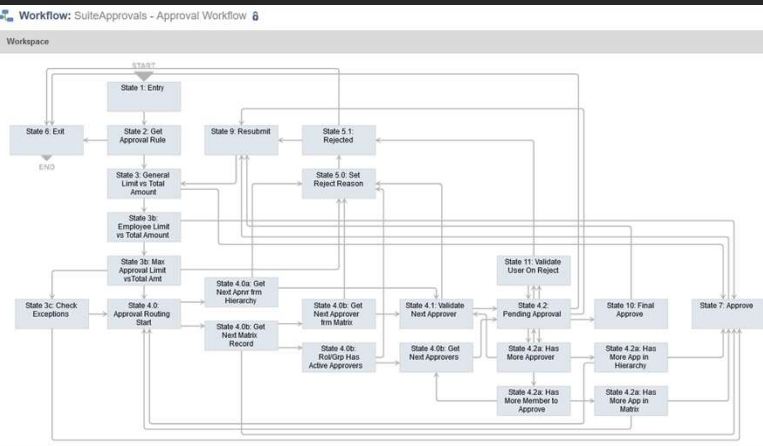 Workflow: SuiteApprovals - Approval Workflow
Workspace
START
State 1: Entry
State 6: Exit
State 2: Get
Approval Rule
State 9: Resubmit
State 5.1:
Rejected
END
State 3: General
Limit vs Total
Amount
State 5.0: Set
Reject Reason
State 3b:
Employee Limit
vs Total Amount
State 3b: Max
Approval Limit
vsTotal Amt
State 11: Validate
User On Reject
State 4.0a: Get
Next Aprvr frm
Hierarchy
State 3c: Check
Exceptions
State 4.0:
Approval Routing
Start
State 4.0b: Get
Next Approver
frm Matrix
State 4.1: Validate
Next Approver
State 4.2:
Pending Approval
State 10: Final
Approve
State 7: Approve
State 4.0b: Get
Next Matrix
Record
State 4.0b:
Rol/Grp Has
Active Approvers
State 4.0b: Get
Next Approvers
State 4.2a: Has
More Approver
State 4.2a: Has
More App in
Hierarchy
State 4.2a: Has
More Member to
Approve
State 4.2a: Has
More App in
Matrix